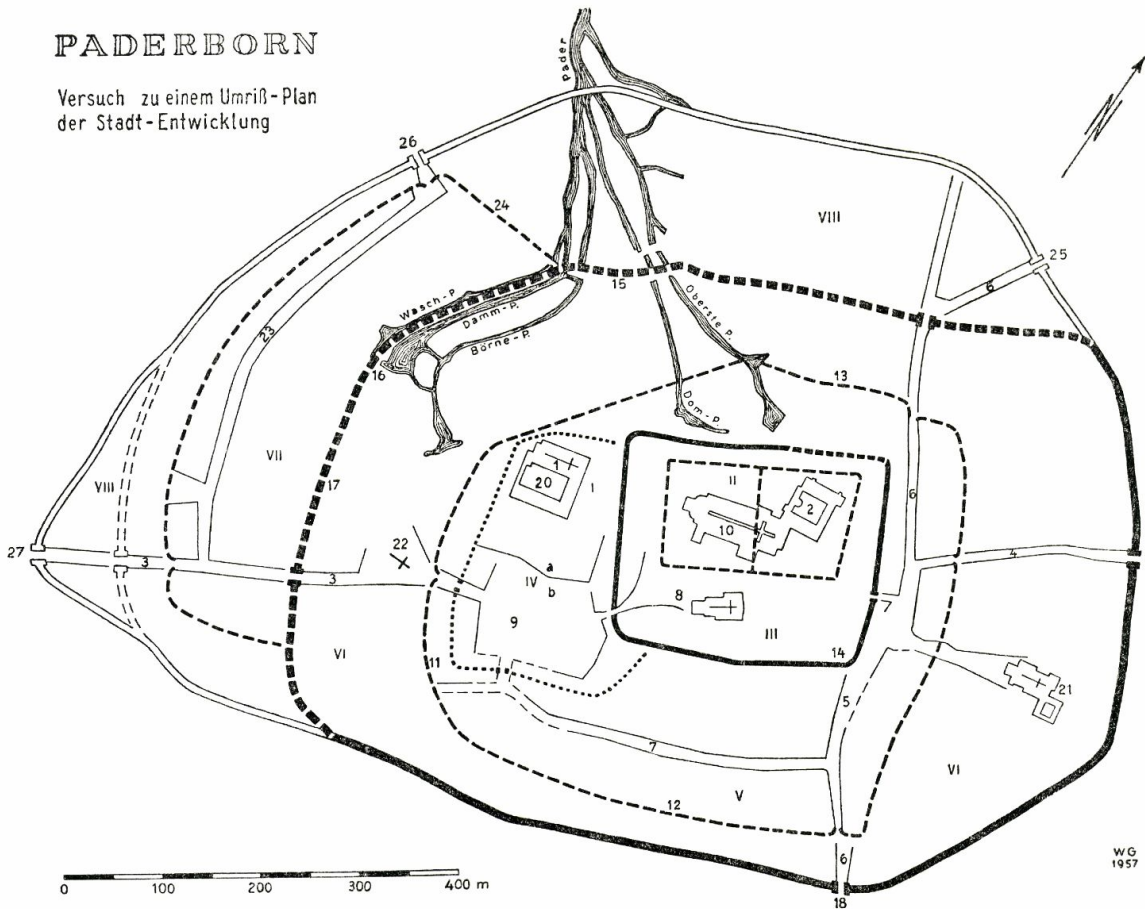 PADERBORN
Versuch zu einem Umriß-Plan
der Stadt-Entwicklung
Pader
26
24
VIII
25
6
15
Wasch-P.
Damm-P.
Börne-P.
Oberste P.
Dom-P.
23
16
13
17
VII
VIII
1
20
1
II
2
10
6
27
3
3
22
a
IV
b
9
8
III
7
4
VI
11
14
5
21
7
V
12
VI
6
18
0 100 200 300 400 m
WG
1957